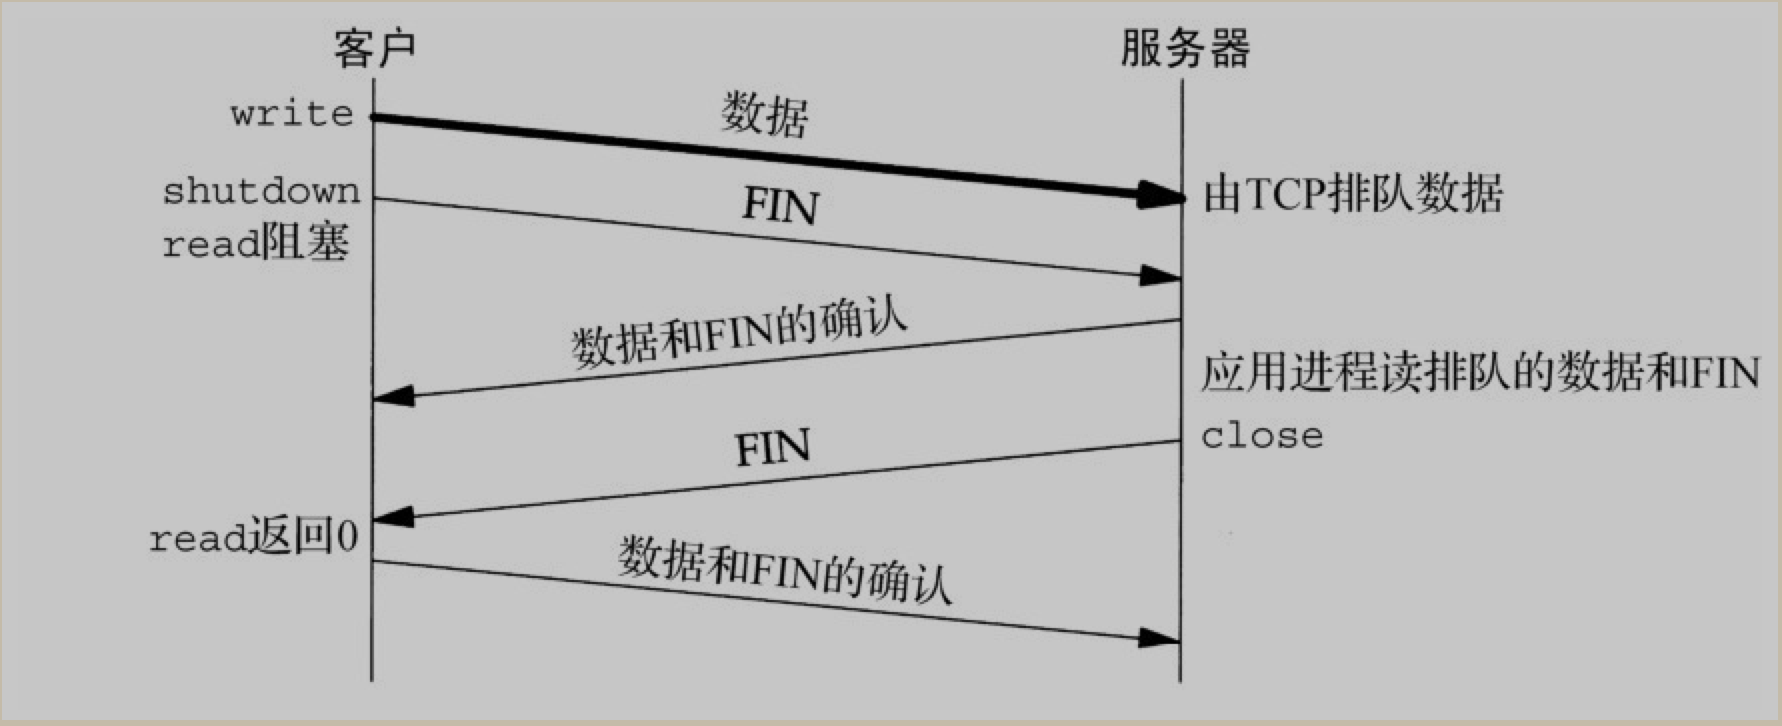 客户
服务器
write
数据
shutdown
FIN
由TCP排队数据
read阻塞
数据和FIN的确认
应用进程读排队的数据和FIN
FIN
close
read返回0
数据和FIN的确认